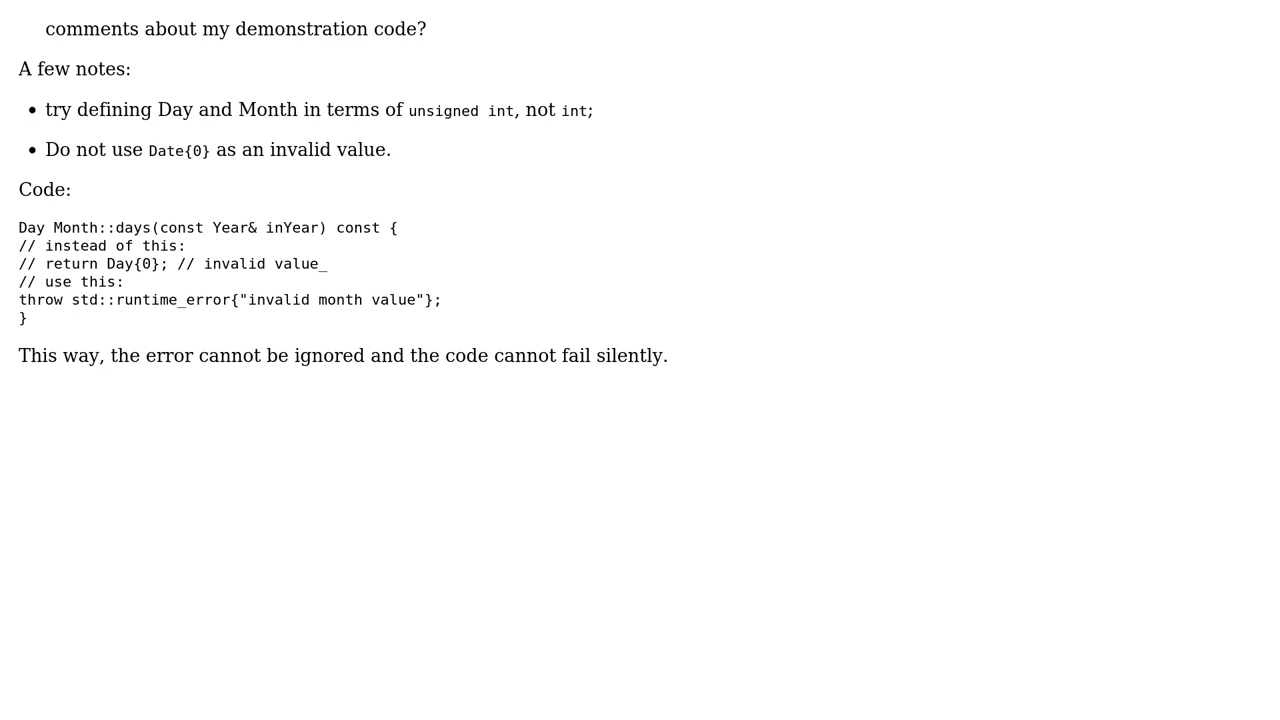 comments about my demonstration code?
A few notes:
• try defining Day and Month in terms of unsigned int, not int;
• Do not use Date{0} as an invalid value.
Code:
Day Month::days(const Year& inYear) const {
// instead of this:
// return Day{0}; // invalid value_
// use this:
throw std::runtime_error{"invalid month value"};
}
This way, the error cannot be ignored and the code cannot fail silently.